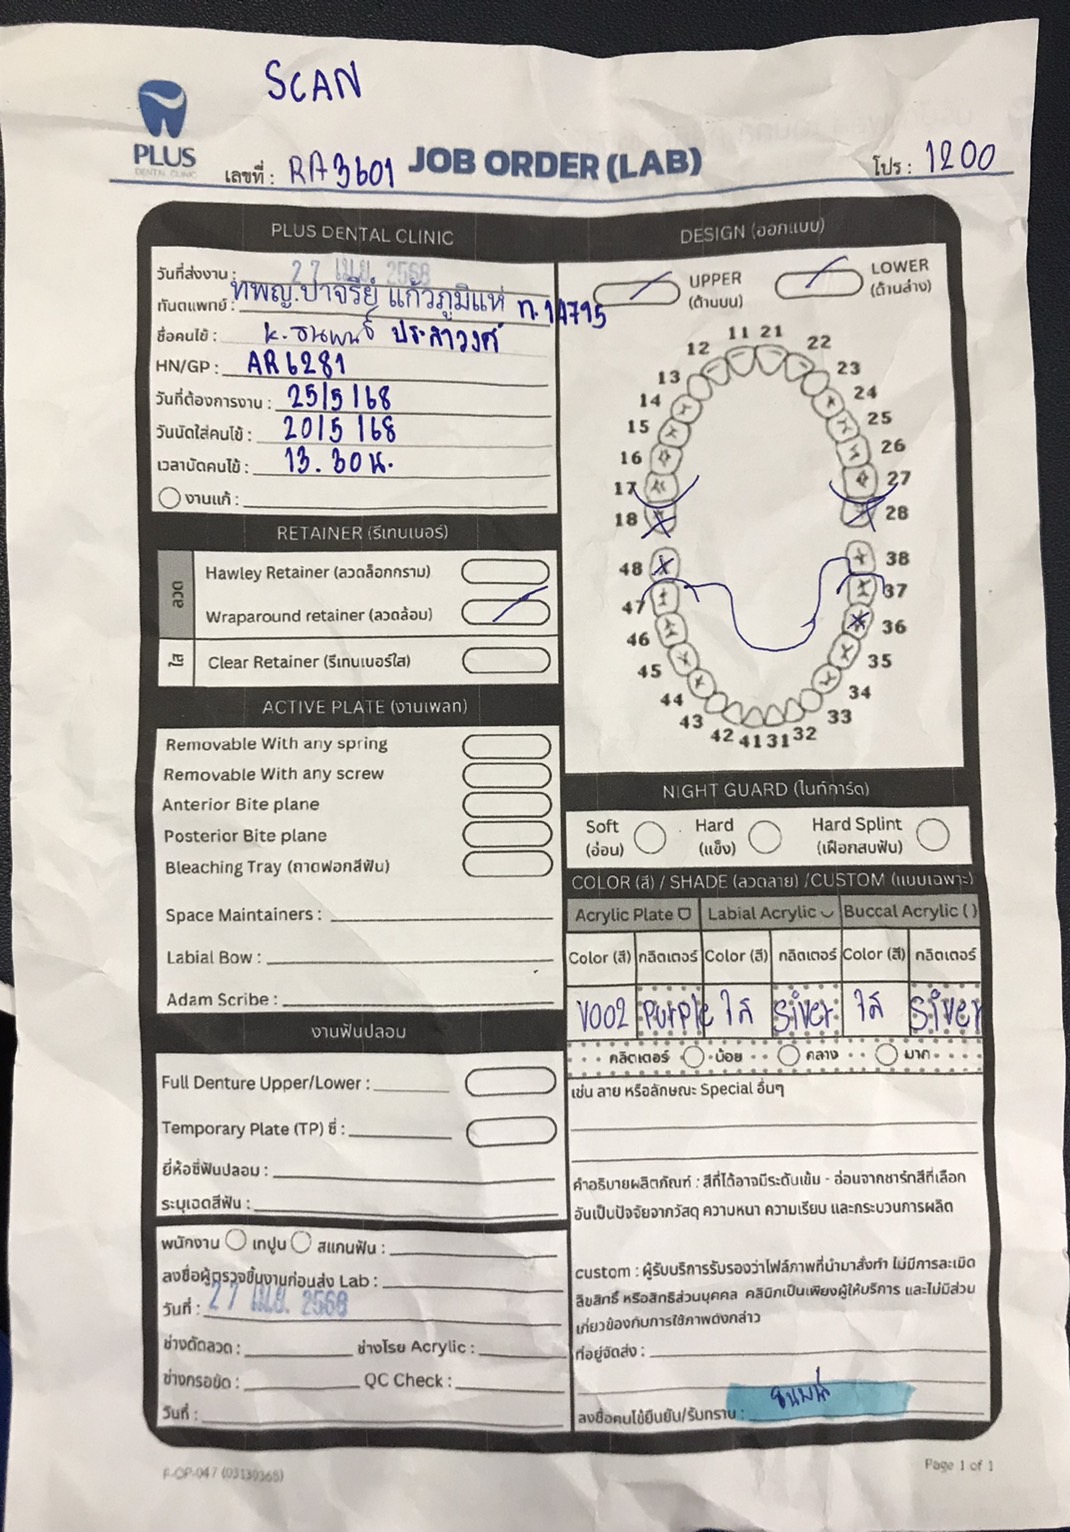 SCAN
PLUS
DENTAL CLINIC
เลขที่ : RA3601
JOB ORDER (LAB)
โปร : 1200
PLUS DENTAL CLINIC
วันที่ส่งงาน : 27 เม.ย. 2568
ทันตแพทย์ : ทพญ.ปาจรีย์ แก้วภูมิแห่ ท.14715
ชื่อคนไข้ : k. ธนพนธ์ ประสาวงศ์
HN/GP : AR6281
วันที่ต้องการงาน : 25/5/68
วันนัดใส่คนไข้ : 20/5/68
เวลานัดคนไข้ : 13.30น.
งานแก้ :
RETAINER (รีเทนเนอร์)
ลวด
Hawley Retainer (ลวดล็อกกราม)
Wraparound retainer (ลวดล้อม)
ใส
Clear Retainer (รีเทนเนอร์ใส)
ACTIVE PLATE (งานเพลท)
Removable With any spring
Removable With any screw
Anterior Bite plane
Posterior Bite plane
Bleaching Tray (ถาดฟอกสีฟัน)
Space Maintainers :
Labial Bow :
Adam Scribe :
งานฟันปลอม
Full Denture Upper/Lower :
Temporary Plate (TP) ซี่ :
ยี่ห้อซี่ฟันปลอม :
ระบุเฉดสีฟัน :
พนักงาน เทปูน สแกนฟัน :
ลงชื่อผู้ตรวจชิ้นงานก่อนส่ง Lab :
วันที่ : 27 เม.ย. 2568
ช่างดัดลวด : ช่างโรย Acrylic :
ช่างกรอขัด : QC Check :
วันที่ :
DESIGN (ออกแบบ)
UPPER
(ด้านบน)
LOWER
(ด้านล่าง)
11 21
12 22
13 23
14 24
15 25
16 26
17 27
18 28
48 38
47 37
46 36
45 35
44 34
43 33
42 41 31 32
NIGHT GUARD (ไนท์การ์ด)
Soft
(อ่อน)
Hard
(แข็ง)
Hard Splint
(เฝือกสบฟัน)
COLOR (สี) / SHADE (ลวดลาย) /CUSTOM (แบบเฉพาะ)
Acrylic Plate Labial Acrylic Buccal Acrylic ( )
Color (สี) กลิตเตอร์ Color (สี) กลิตเตอร์ Color (สี) กลิตเตอร์
V002 Purple ใส Siver ใส Siver
คลิตเตอร์ น้อย กลาง มาก
เช่น ลาย หรือลักษณะ Special อื่นๆ
คำอธิบายผลิตภัณฑ์ : สีที่ได้อาจมีระดับเข้ม - อ่อนจากชาร์กสีที่เลือก
อันเป็นปัจจัยจากวัสดุ ความหนา ความเรียบ และกระบวนการผลิต
custom : ผู้รับบริการรับรองว่าไฟล์ภาพที่นำมาสั่งทำ ไม่มีการละเมิด
ลิขสิทธิ์ หรือสิทธิส่วนบุคคล คลินิกเป็นเพียงผู้ให้บริการ และไม่มีส่วน
เกี่ยวข้องกับการใช้ภาพดังกล่าว
ที่อยู่จัดส่ง :
ลงชื่อคนไข้ยืนยัน/รับทราบ : ธนพนธ์
F-OP-047 (03130365)
Page 1 of 1